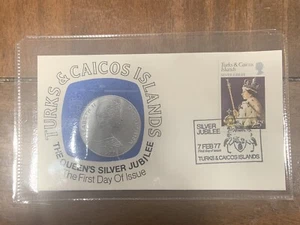 TURKS & CAICOS ISLANDS
THE QUEEN'S SILVER JUBILEE
The First Day Of Issue
Turks & Caicos
Islands
SILVER
JUBILEE
7 FEB 77
TURKS & CAICOS ISLANDS